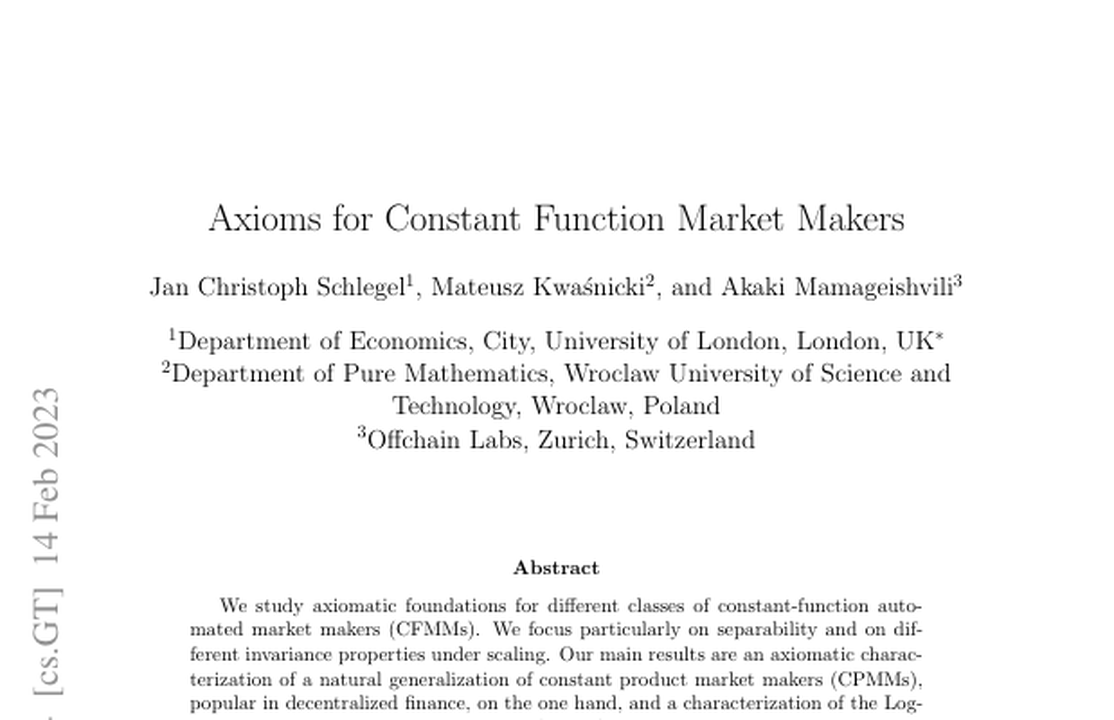 Axioms for Constant Function Market Makers
Jan Christoph Schlegel¹, Mateusz Kwaśnicki², and Akaki Mamageishvili³
¹Department of Economics, City, University of London, London, UK*
²Department of Pure Mathematics, Wroclaw University of Science and
Technology, Wroclaw, Poland
³Offchain Labs, Zurich, Switzerland
[cs.GT] 14 Feb 2023
Abstract
We study axiomatic foundations for different classes of constant-function auto-
mated market makers (CFMMs). We focus particularly on separability and on dif-
ferent invariance properties under scaling. Our main results are an axiomatic charac-
terization of a natural generalization of constant product market makers (CPMMs),
popular in decentralized finance, on the one hand, and a characterization of the Log-